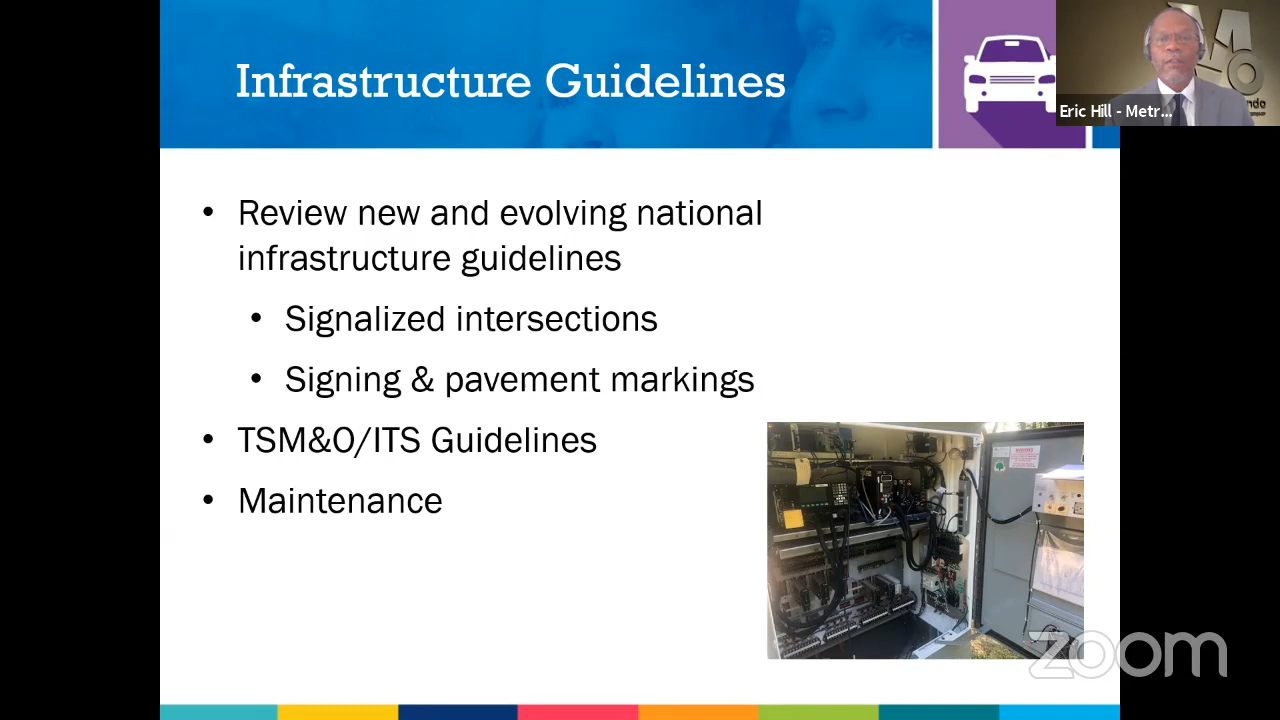 Infrastructure Guidelines
Eric Hill - Metr...
• Review new and evolving national
infrastructure guidelines
• Signalized intersections
• Signing & pavement markings
• TSM&O/ITS Guidelines
• Maintenance
zoom